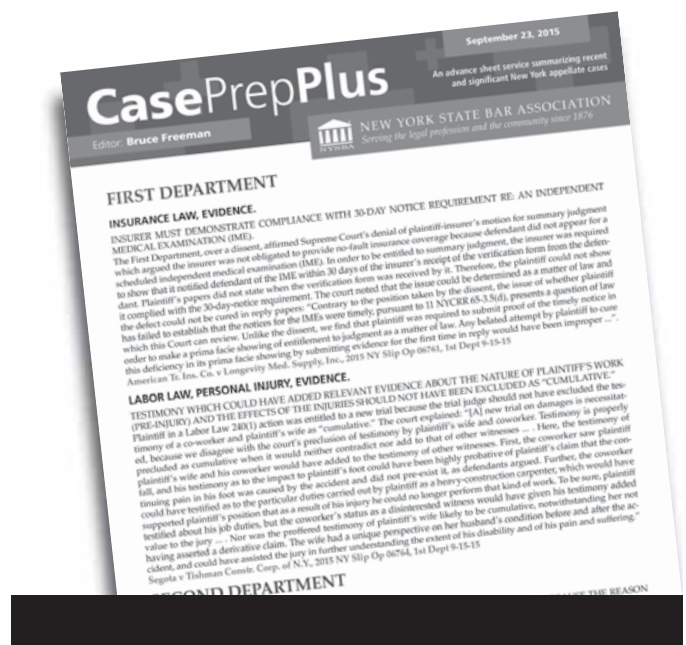 September 23, 2015
CasePrepPlus
An advance sheet service summarizing recent
and significant New York appellate cases
Editor: Bruce Freeman
NEW YORK STATE BAR ASSOCIATION
Serving the legal profession and the community since 1876
NYSBA
FIRST DEPARTMENT
INSURANCE LAW, EVIDENCE.
INSURER MUST DEMONSTRATE COMPLIANCE WITH 30-DAY NOTICE REQUIREMENT RE: AN INDEPENDENT
MEDICAL EXAMINATION (IME).
The First Department, over a dissent, affirmed Supreme Court's denial of plaintiff-insurer's motion for summary judgment
which argued the insurer was not obligated to provide no-fault insurance coverage because defendant did not appear for a
scheduled independent medical examination (IME). In order to be entitled to summary judgment, the insurer was required
to show that it notified defendant of the IME within 30 days of the insurer's receipt of the verification form from the defen-
dant. Plaintiff's papers did not state when the verification form was received by it. Therefore, the plaintiff could not show
it complied with the 30-day-notice requirement. The court noted that the issue could be determined as a matter of law and
the defect could not be cured in reply papers: "Contrary to the position taken by the dissent, the issue of whether plaintiff
has failed to establish that the notices for the IMEs were timely, pursuant to 11 NYCRR 65-3.5(d), presents a question of law
which this Court can review. Unlike the dissent, we find that plaintiff was required to submit proof of the timely notice in
order to make a prima facie showing of entitlement to judgment as a matter of law. Any belated attempt by plaintiff to cure
this deficiency in its prima facie showing by submitting evidence for the first time in reply would have been improper ...".
American Tr. Ins. Co. v Longevity Med. Supply, Inc., 2015 NY Slip Op 06761, 1st Dept 9-15-15
LABOR LAW, PERSONAL INJURY, EVIDENCE.
TESTIMONY WHICH COULD HAVE ADDED RELEVANT EVIDENCE ABOUT THE NATURE OF PLAINTIFF'S WORK
(PRE-INJURY) AND THE EFFECTS OF THE INJURIES SHOULD NOT HAVE BEEN EXCLUDED AS "CUMULATIVE."
Plaintiff in a Labor Law 240(1) action was entitled to a new trial because the trial judge should not have excluded the tes-
timony of a co-worker and plaintiff's wife as "cumulative." The court explained: "[A] new trial on damages is necessitat-
ed, because we disagree with the court's preclusion of testimony by plaintiff's wife and coworker. Testimony is properly
precluded as cumulative when it would neither contradict nor add to that of other witnesses ... . Here, the testimony of
plaintiff's wife and his coworker would have added to the testimony of other witnesses. First, the coworker saw plaintiff
fall, and his testimony as to the impact to plaintiff's foot could have been highly probative of plaintiff's claim that the con-
tinuing pain in his foot was caused by the accident and did not pre-exist it, as defendants argued. Further, the coworker
could have testified as to the particular duties carried out by plaintiff as a heavy-construction carpenter, which would have
supported plaintiff's position that as a result of his injury he could no longer perform that kind of work. To be sure, plaintiff
testified about his job duties, but the coworker's status as a disinterested witness would have given his testimony added
value to the jury ... . Nor was the proffered testimony of plaintiff's wife likely to be cumulative, notwithstanding her not
having asserted a derivative claim. The wife had a unique perspective on her husband's condition before and after the ac-
cident, and could have assisted the jury in further understanding the extent of his disability and of his pain and suffering."
Segota v Tishman Constr. Corp. of N.Y., 2015 NY Slip Op 06764, 1st Dept 9-15-15
SECOND DEPARTMENT
THE REASON